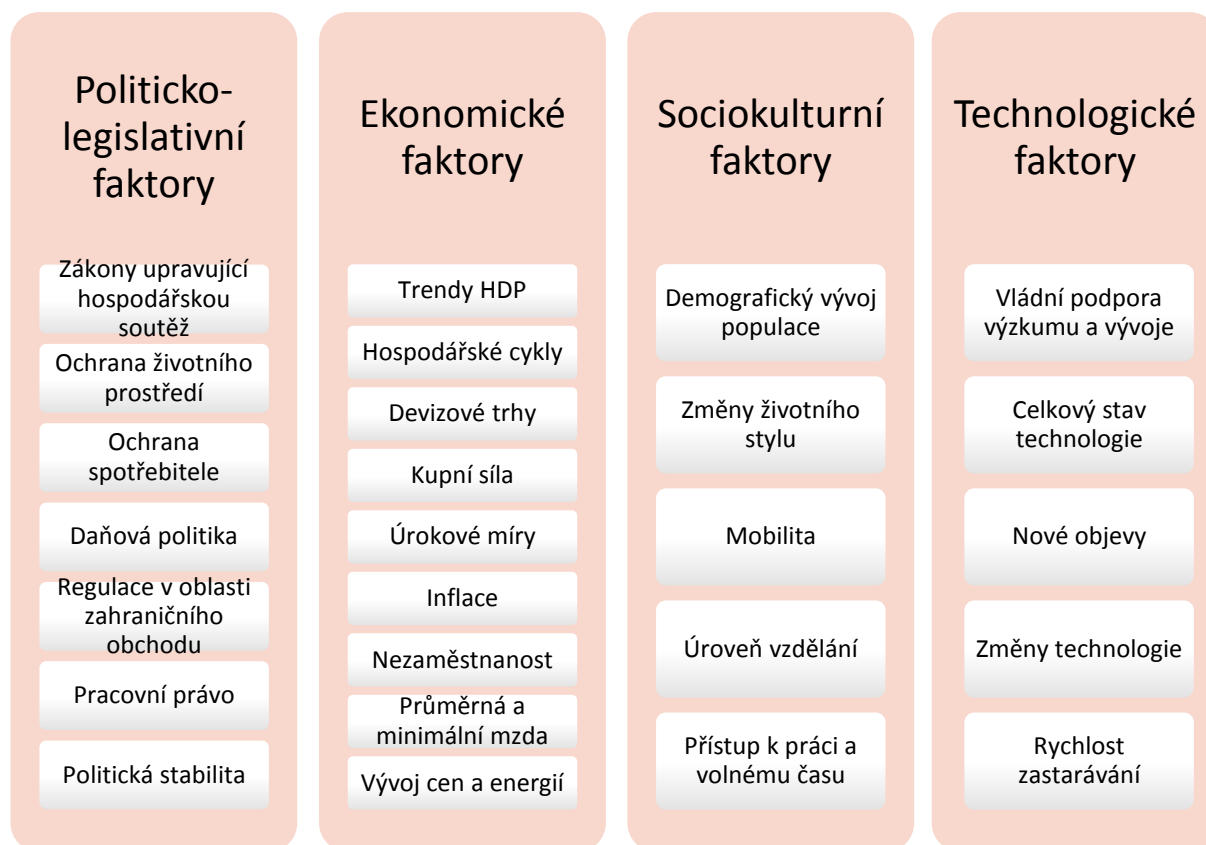 Politicko-
legislativní
faktory
Zákony upravující
hospodářskou
soutěž
Ochrana životního
prostředí
Ochrana
spotřebitele
Daňová politika
Regulace v oblasti
zahraničního
obchodu
Pracovní právo
Politická stabilita
Ekonomické
faktory
Trendy HDP
Hospodářské cykly
Devizové trhy
Kupní síla
Úrokové míry
Inflace
Nezaměstnanost
Průměrná a
minimální mzda
Vývoj cen a energií
Sociokulturní
faktory
Demografický vývoj
populace
Změny životního
stylu
Mobilita
Úroveň vzdělání
Přístup k práci a
volnému času
Technologické
faktory
Vládní podpora
výzkumu a vývoje
Celkový stav
technologie
Nové objevy
Změny technologie
Rychlost
zastarávání